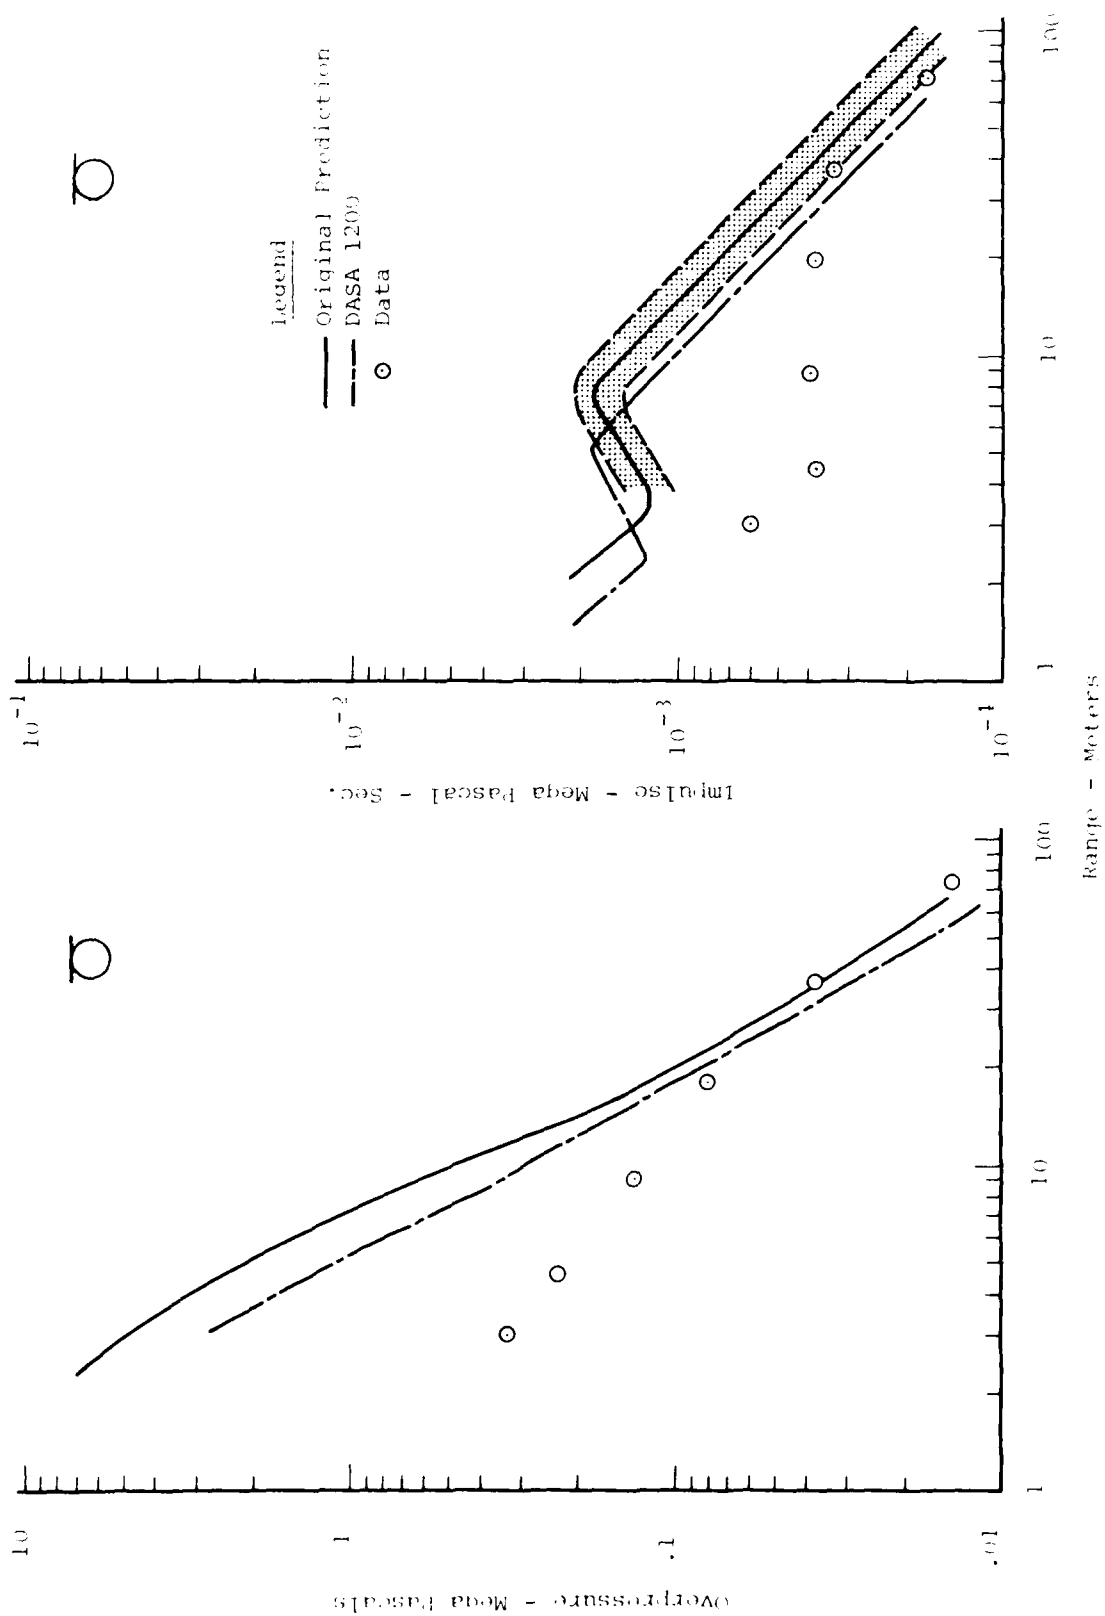 10
1
.1
.01
Overpressure - Mega Pascals
1
10
100
10-1
10-2
10-3
10-4
Impulse - Mega Pascal - Sec.
1
10
100
Range - Meters
Legend
Original Prediction
DASA 1200
Data